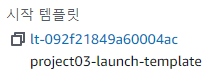 시작 템플릿
lt-092f21849a60004ac
project03-launch-template